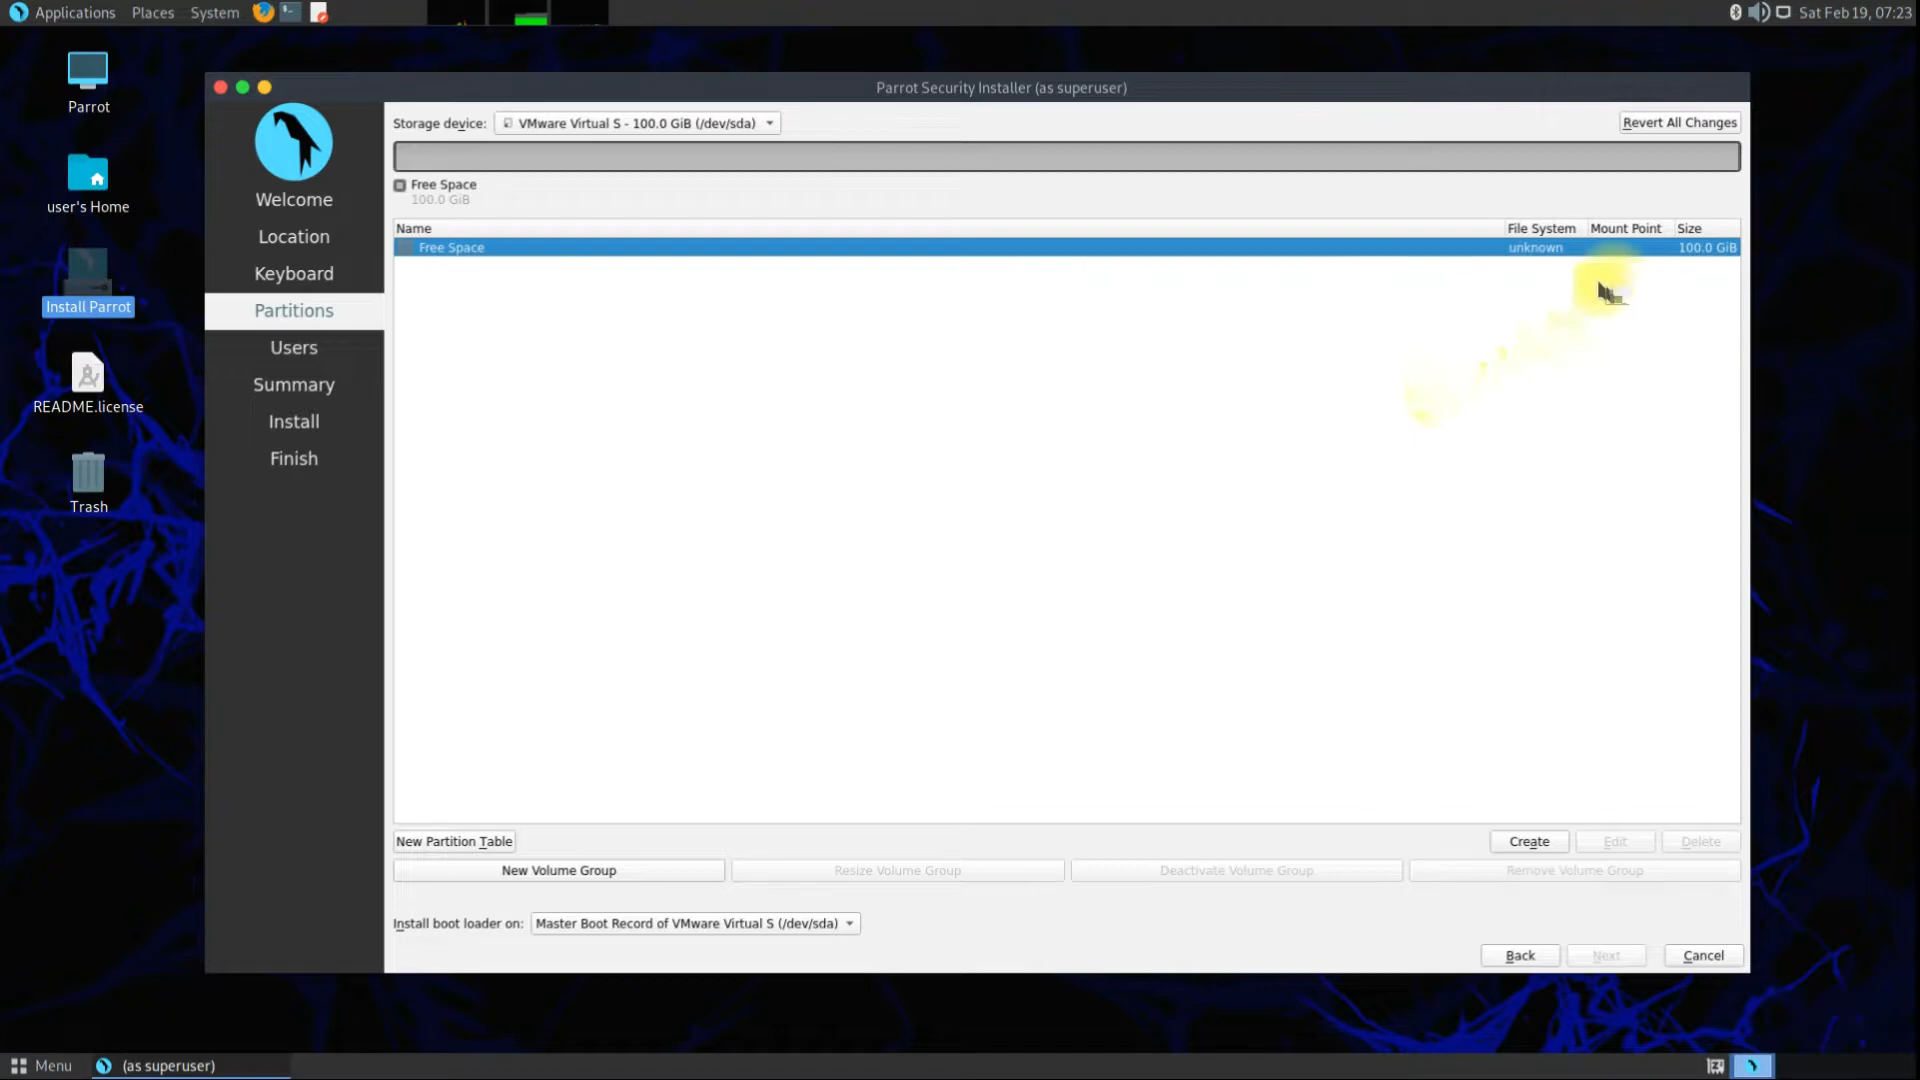 Applications Places System
Sat Feb 19, 07:23
Parrot
user's Home
Install Parrot
README.license
Trash
Parrot Security Installer (as superuser)
Welcome
Location
Keyboard
Partitions
Users
Summary
Install
Finish
Storage device: VMware Virtual S - 100.0 GiB (/dev/sda) Revert All Changes
Free Space
100.0 GiB
Name File System Mount Point Size
Free Space unknown 100.0 GiB
New Partition Table Create Edit Delete
New Volume Group Resize Volume Group Deactivate Volume Group Remove Volume Group
Install boot loader on: Master Boot Record of VMware Virtual S (/dev/sda)
Back Next Cancel
Menu (as superuser)